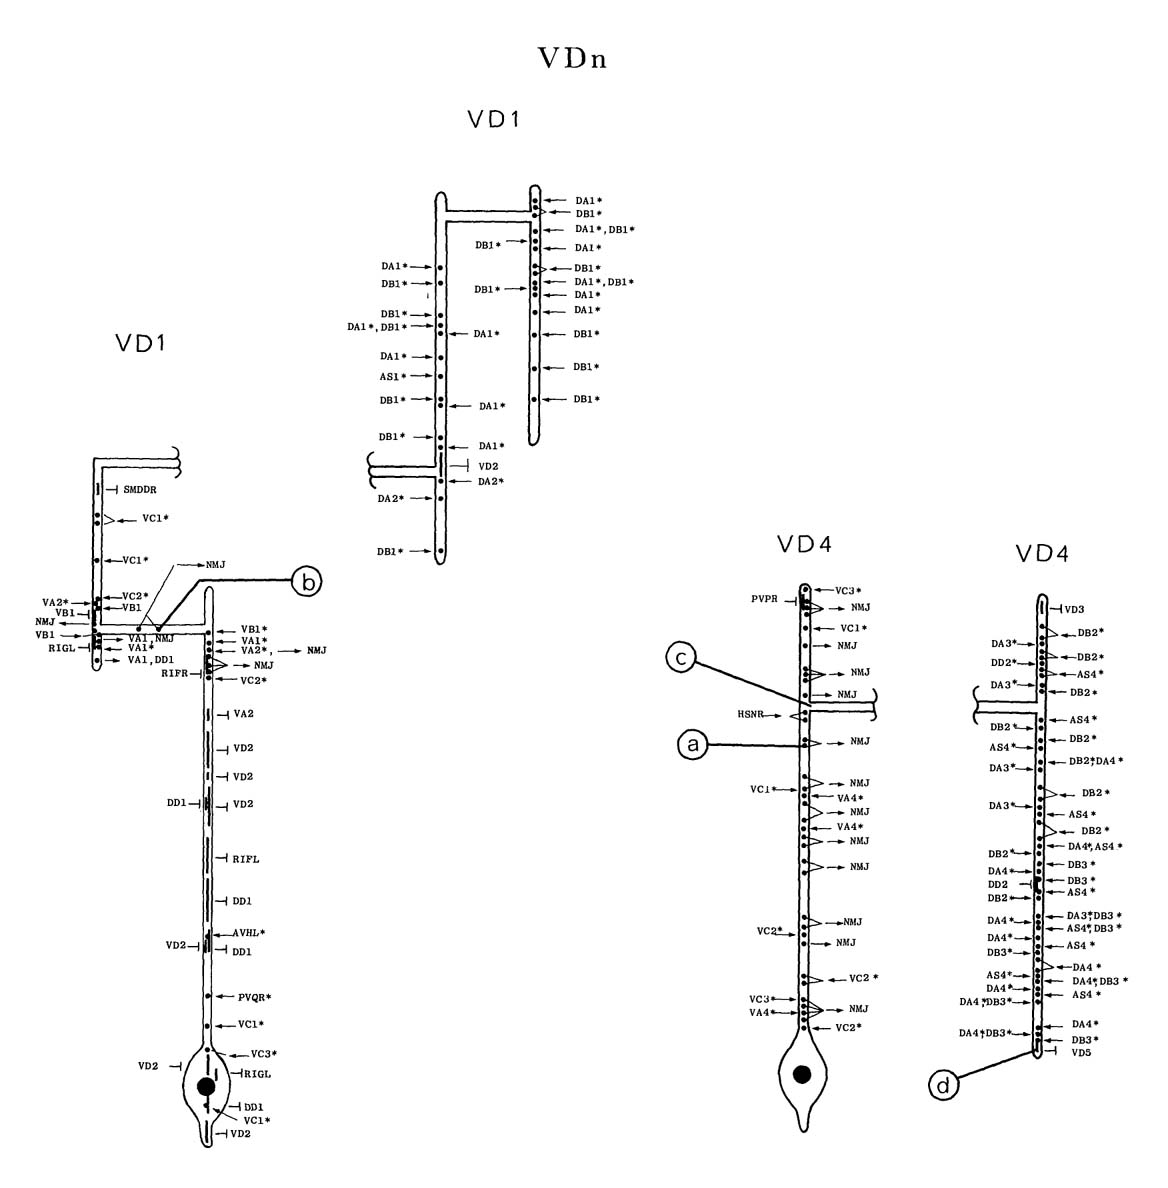 VDn
VD1
DA1*
DB1*
DA1*,DB1*
DB1*
DA1*
DA1*
DB1*
DB1*
DA1*,DB1*
DB1*
DA1*
DA1*
DB1*
DA1*,DB1*
DA1*
DB1*
DA1*
AS1*
DB1*
DB1*
DA1*
DB1*
DB1*
DA1*
VD2
DA2*
DA2*
DB1*
VD1
SMDDR
VC1*
VC1*
NMJ
b
VC2*
VA2*
VB1
VB1
NMJ
VB1
VA1,NMJ
RIGL
VA1*
VA1,DD1
VB1*
VA1*
VA2*, NMJ
NMJ
RIFR
VC2*
VA2
VD2
VD2
DD1
VD2
RIFL
DD1
AVHL*
VD2
DD1
PVQR*
VC1*
VC3*
VD2
RIGL
DD1
VC1*
VD2
VD4
VC3*
PVPR
NMJ
VC1*
NMJ
c
NMJ
NMJ
HSNR
a
NMJ
NMJ
VC1*
VA4*
NMJ
VA4*
NMJ
NMJ
NMJ
VC2*
NMJ
VC2*
VC3*
NMJ
VA4*
VC2*
VD4
VD3
DB2*
DA3*
DB2*
DD2*
AS4*
DA3*
DB2*
AS4*
DB2*
DB2*
AS4*
DB2*,DA4*
DA3*
DB2*
DA3*
AS4*
DB2*
DA4*,AS4*
DB2*
DB3*
DA4*
DB3*
DD2
AS4*
DB2*
DA3*,DB3*
DA4*
AS4*,DB3*
DA4*
AS4*
DB3*
DA4*
AS4*
DA4*,DB3*
DA4*
AS4*
DA4*,DB3*
DA4*
DA4*,DB3*
DB3*
VD5
d